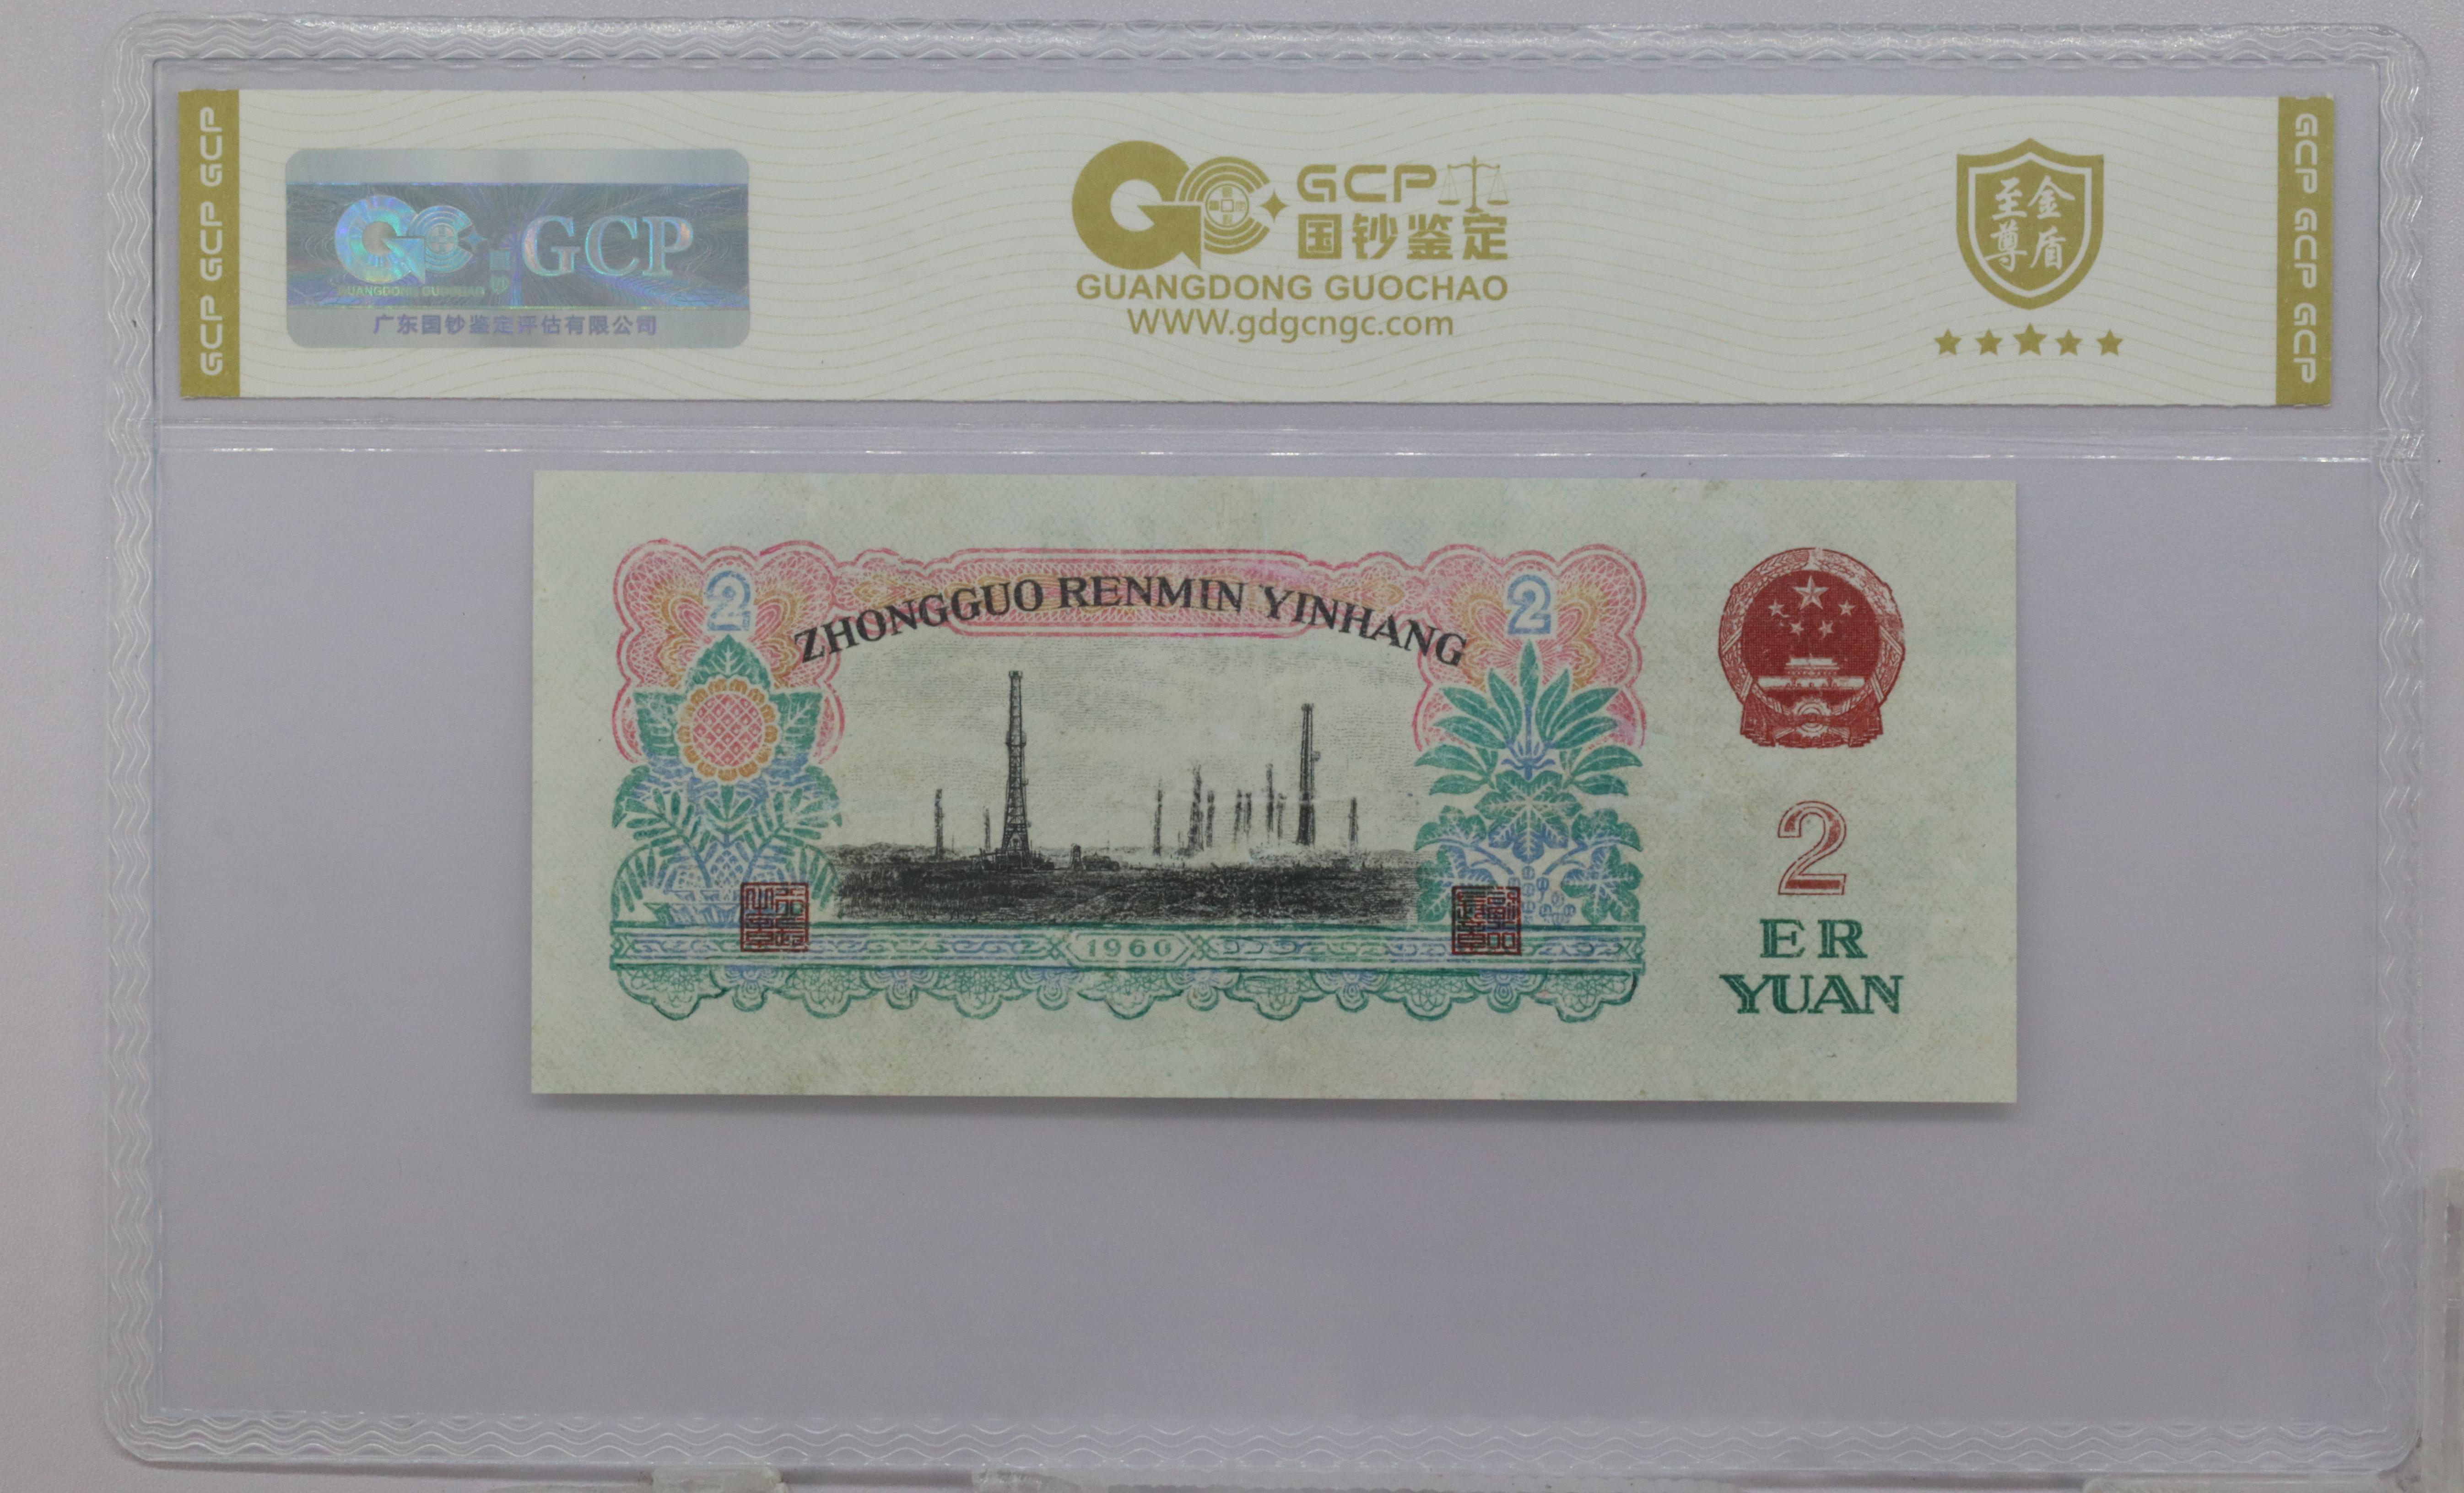 GCP GCP GCP
GCP
GUANGDONG GUOCHAO
广东国钞鉴定评估有限公司
GCP
国钞鉴定
GUANGDONG GUOCHAO
WWW.gdgcngc.com
至尊金盾
GCP GCP GCP
ZHONGGUO RENMIN YINHANG
2
2
1960
2
ER
YUAN